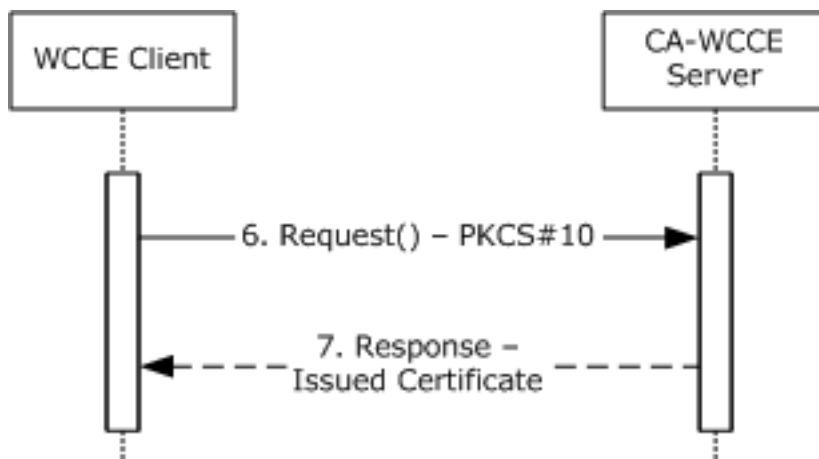 WCCE Client
CA-WCCE
Server
6. Request() – PKCS#10
7. Response –
Issued Certificate